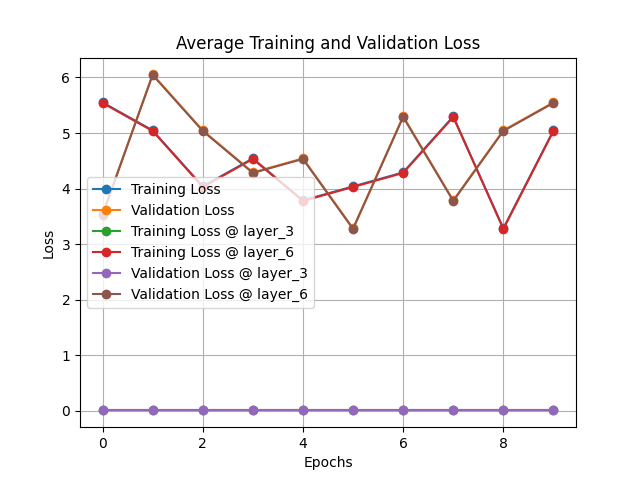 Average Training and Validation Loss
6
5
4
3
2
1
0
Loss
Training Loss
Validation Loss
Training Loss @ layer_3
Training Loss @ layer_6
Validation Loss @ layer_3
Validation Loss @ layer_6
0 2 4 6 8
Epochs